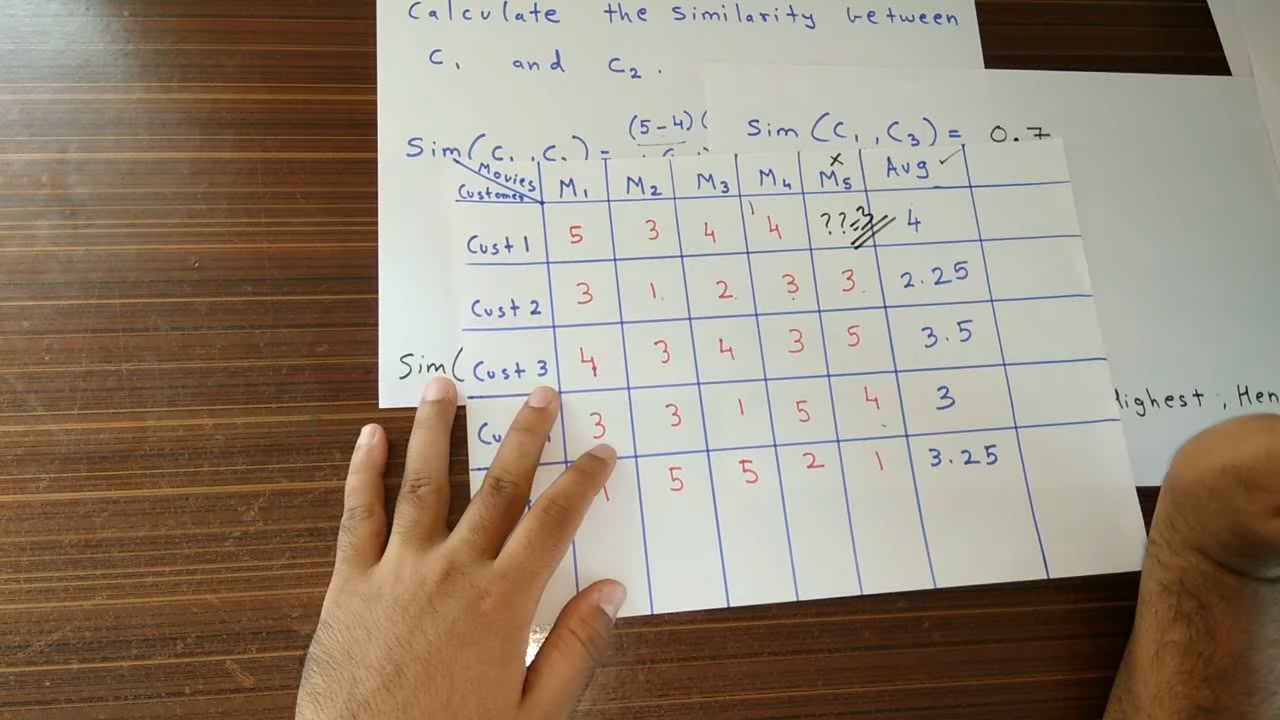 Calculate the similarity between
C1 and C2.
Sim(C1, C2) = (5-4)(
Sim (C1, C3) = 0.7
Movies
Customer M1 M2 M3 M4 M5 x Avg ✓
Cust 1 5 3 4 4 ??=3 4
Cust 2 3 1 2 3 3 2.25
Sim( Cust 3 4 3 4 3 5 3.5
3 3 1 5 4 3
Highest, Hen
1 5 5 2 1 3.25